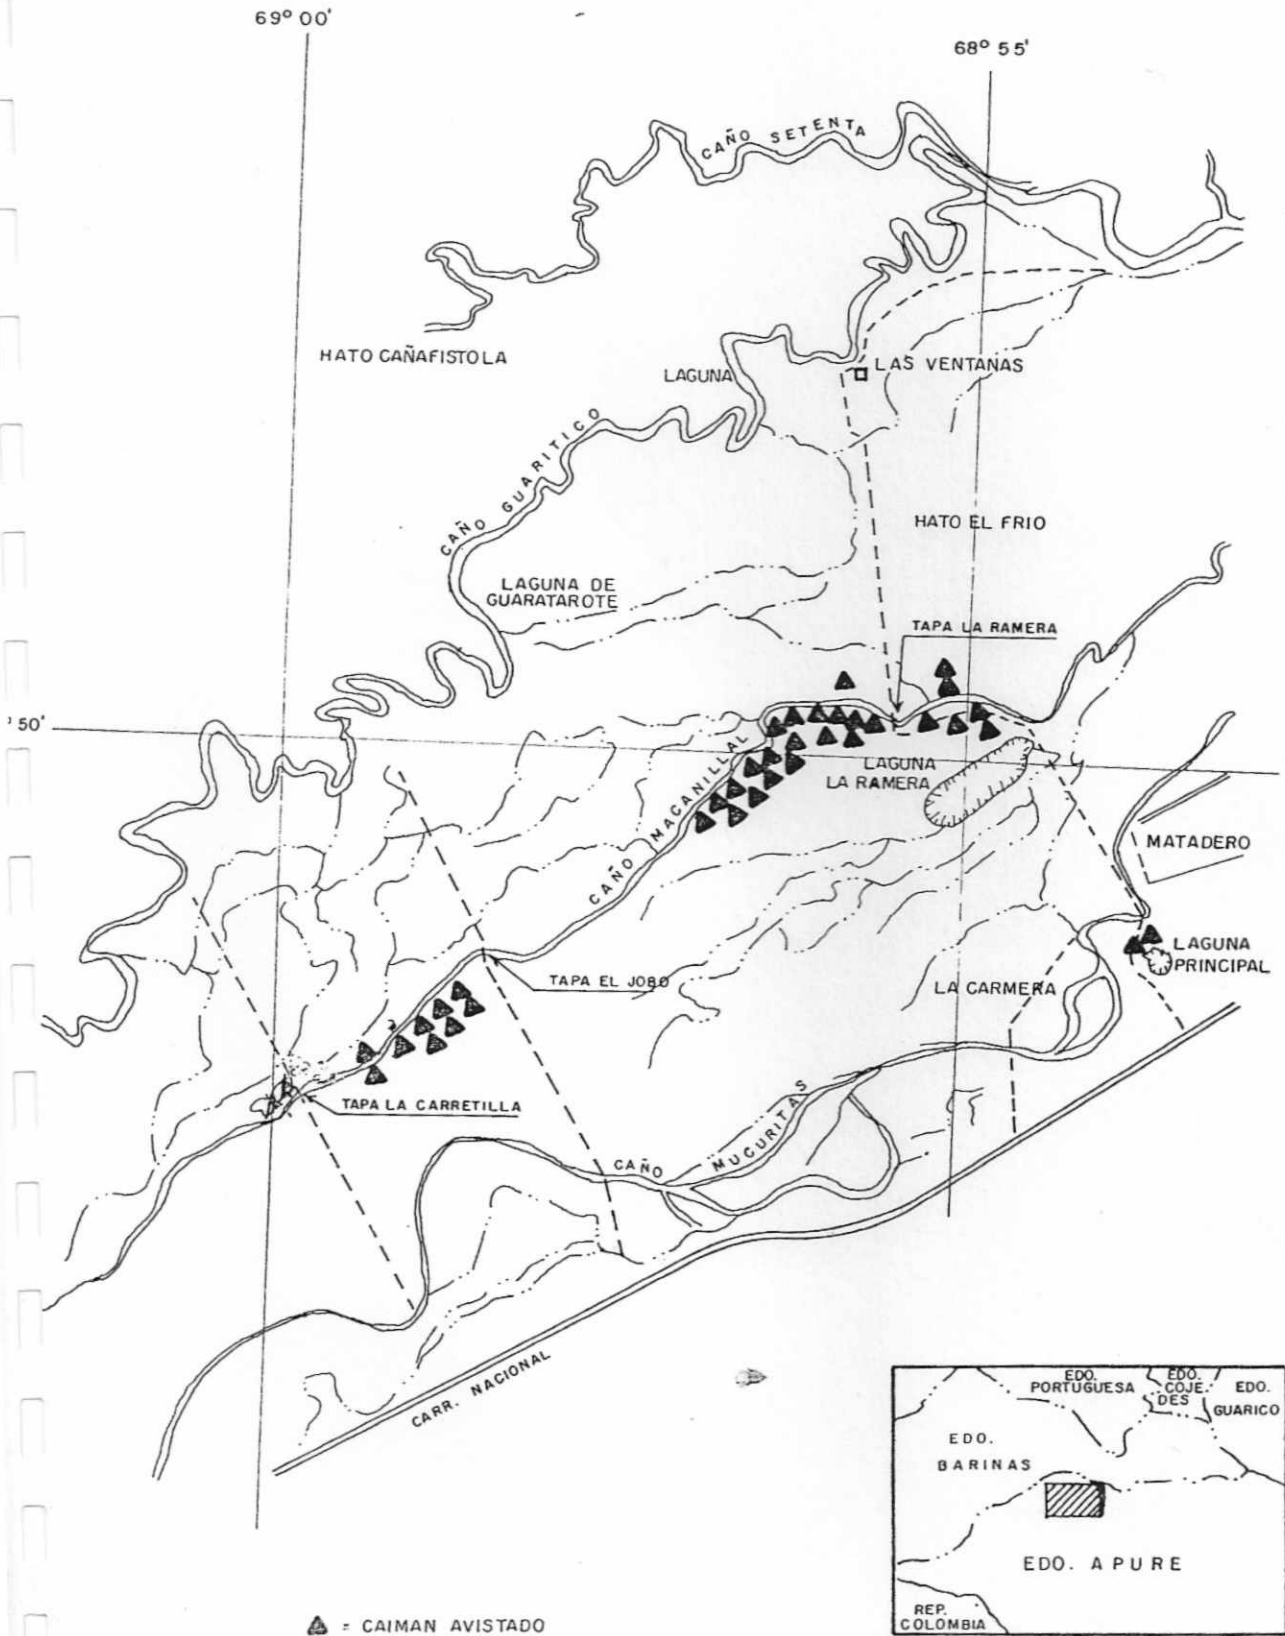 69° 00'
68° 55'
CAÑO SETENTA
HATO CAÑAFISTOLA
LAGUNA
LAS VENTANAS
CAÑO GUARITICO
HATO EL FRIO
LAGUNA DE
GUARATAROTE
TAPA LA RAMERA
° 50'
CAÑO MACANILLAL
LAGUNA
LA RAMERA
MATADERO
TAPA EL JOBO
LAGUNA
PRINCIPAL
LA CARMERA
TAPA LA CARRETILLA
CAÑO MUCURITAS
CARR. NACIONAL
EDO.
PORTUGUESA
EDO.
COJE
DES
EDO.
GUARICO
EDO.
BARINAS
EDO. APURE
REP.
COLOMBIA
= CAIMAN AVISTADO